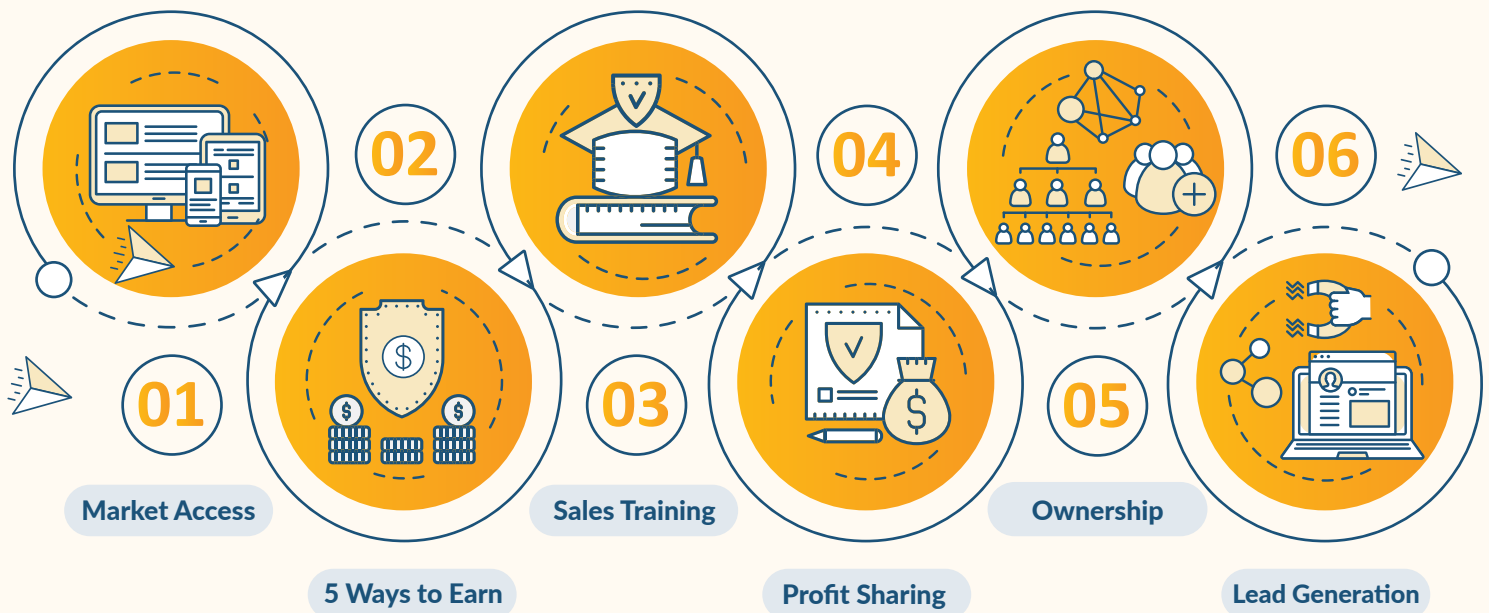 02
04
06
01
03
05
$
$
$
$
Market Access
Sales Training
Ownership
5 Ways to Earn
Profit Sharing
Lead Generation